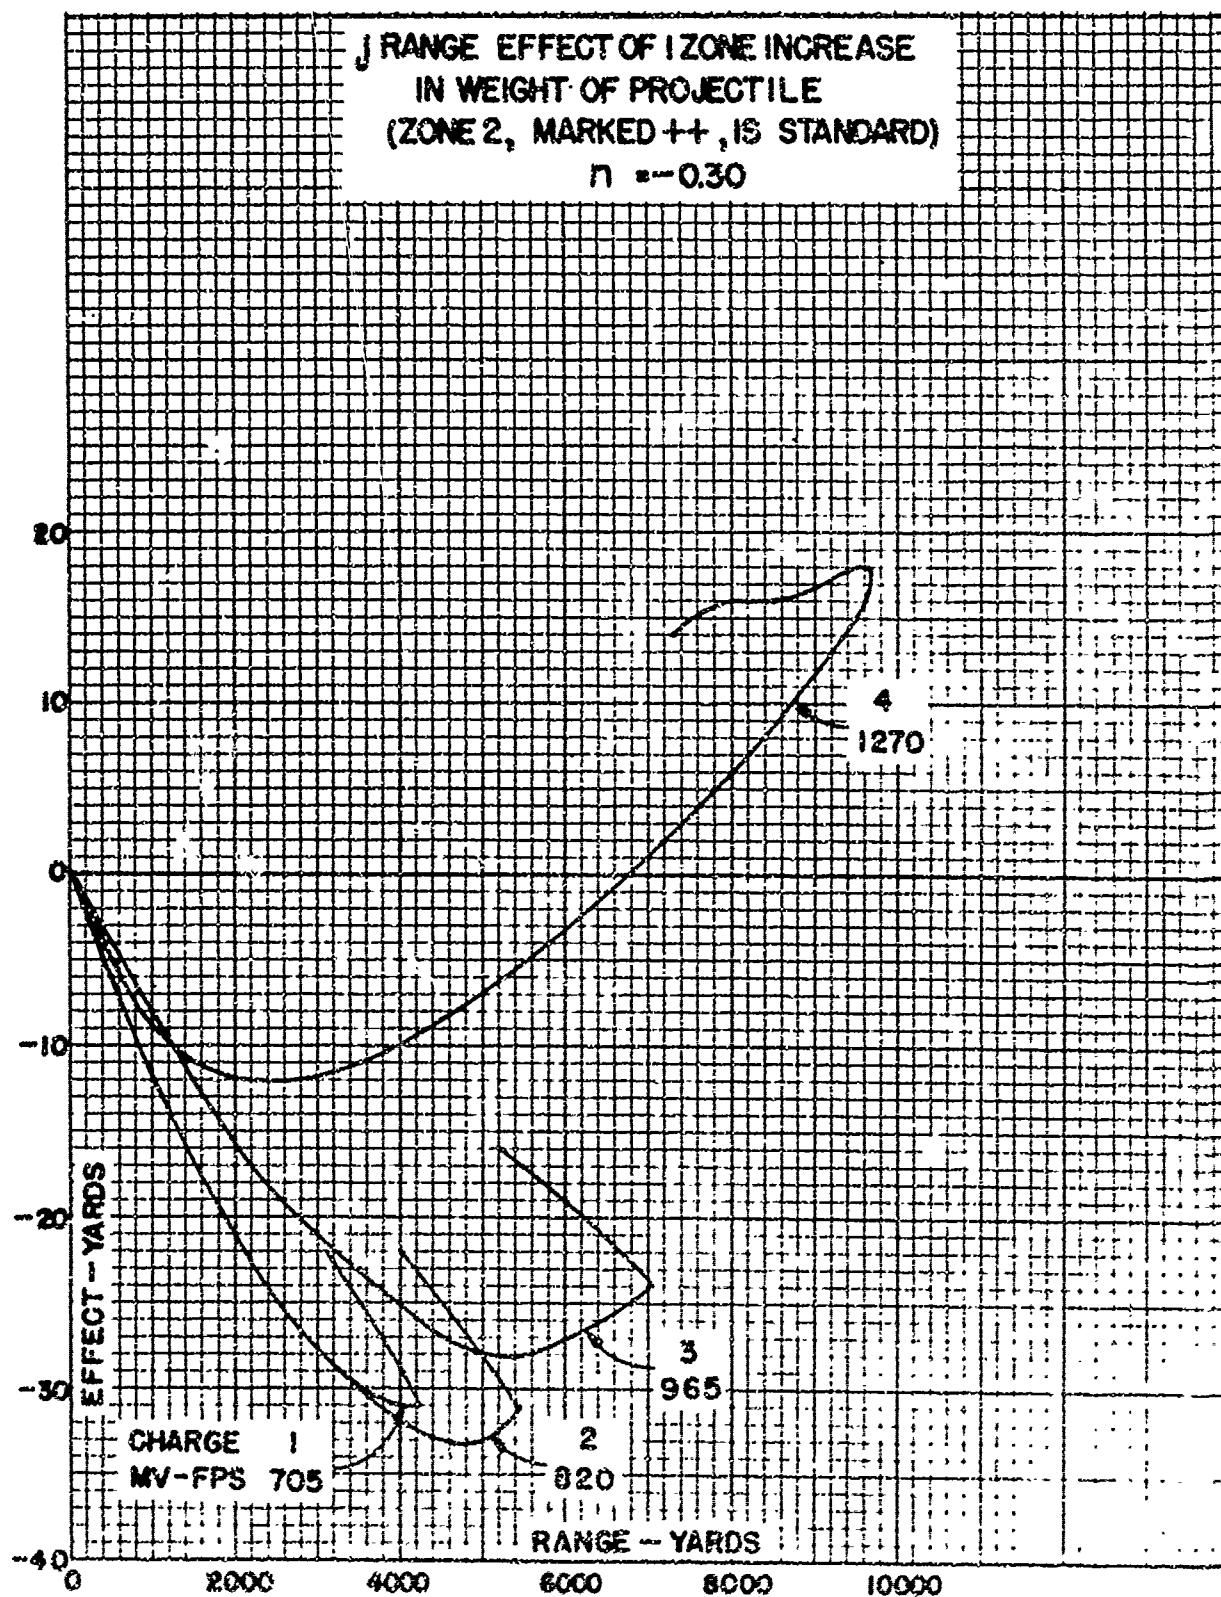 j RANGE EFFECT OF 1 ZONE INCREASE
IN WEIGHT OF PROJECTILE
(ZONE 2, MARKED ++, IS STANDARD)
n = -0.30
20
10
0
-10
-20
-30
-40
EFFECT - YARDS
4
1270
3
965
2
820
CHARGE 1
MV-FPS 705
RANGE - YARDS
0 2000 4000 6000 8000 10000